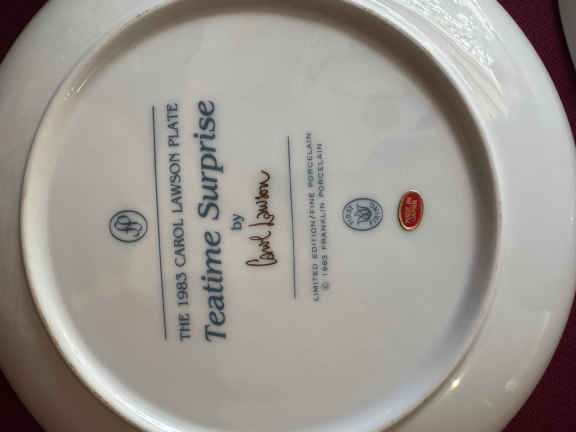 THE 1983 CAROL LAWSON PLATE
Teatime Surprise
by
Carol Lawson
LIMITED EDITION/FINE PORCELAIN
© 1983 FRANKLIN PORCELAIN